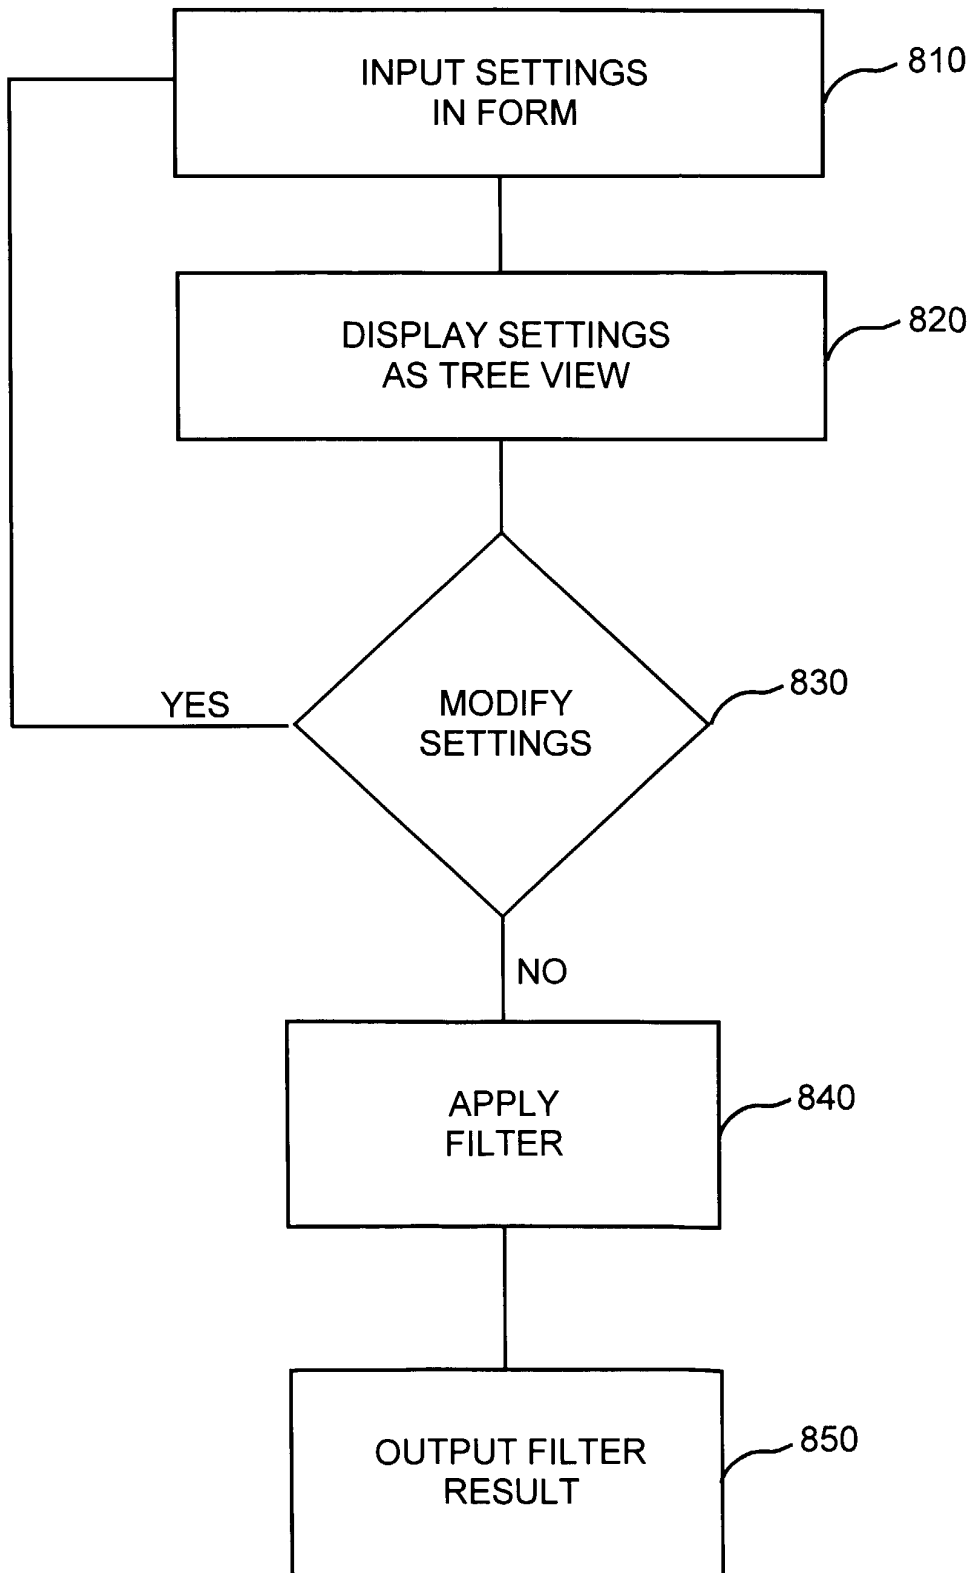 INPUT SETTINGS
IN FORM
810
DISPLAY SETTINGS
AS TREE VIEW
820
YES
MODIFY
SETTINGS
830
NO
APPLY
FILTER
840
OUTPUT FILTER
RESULT
850